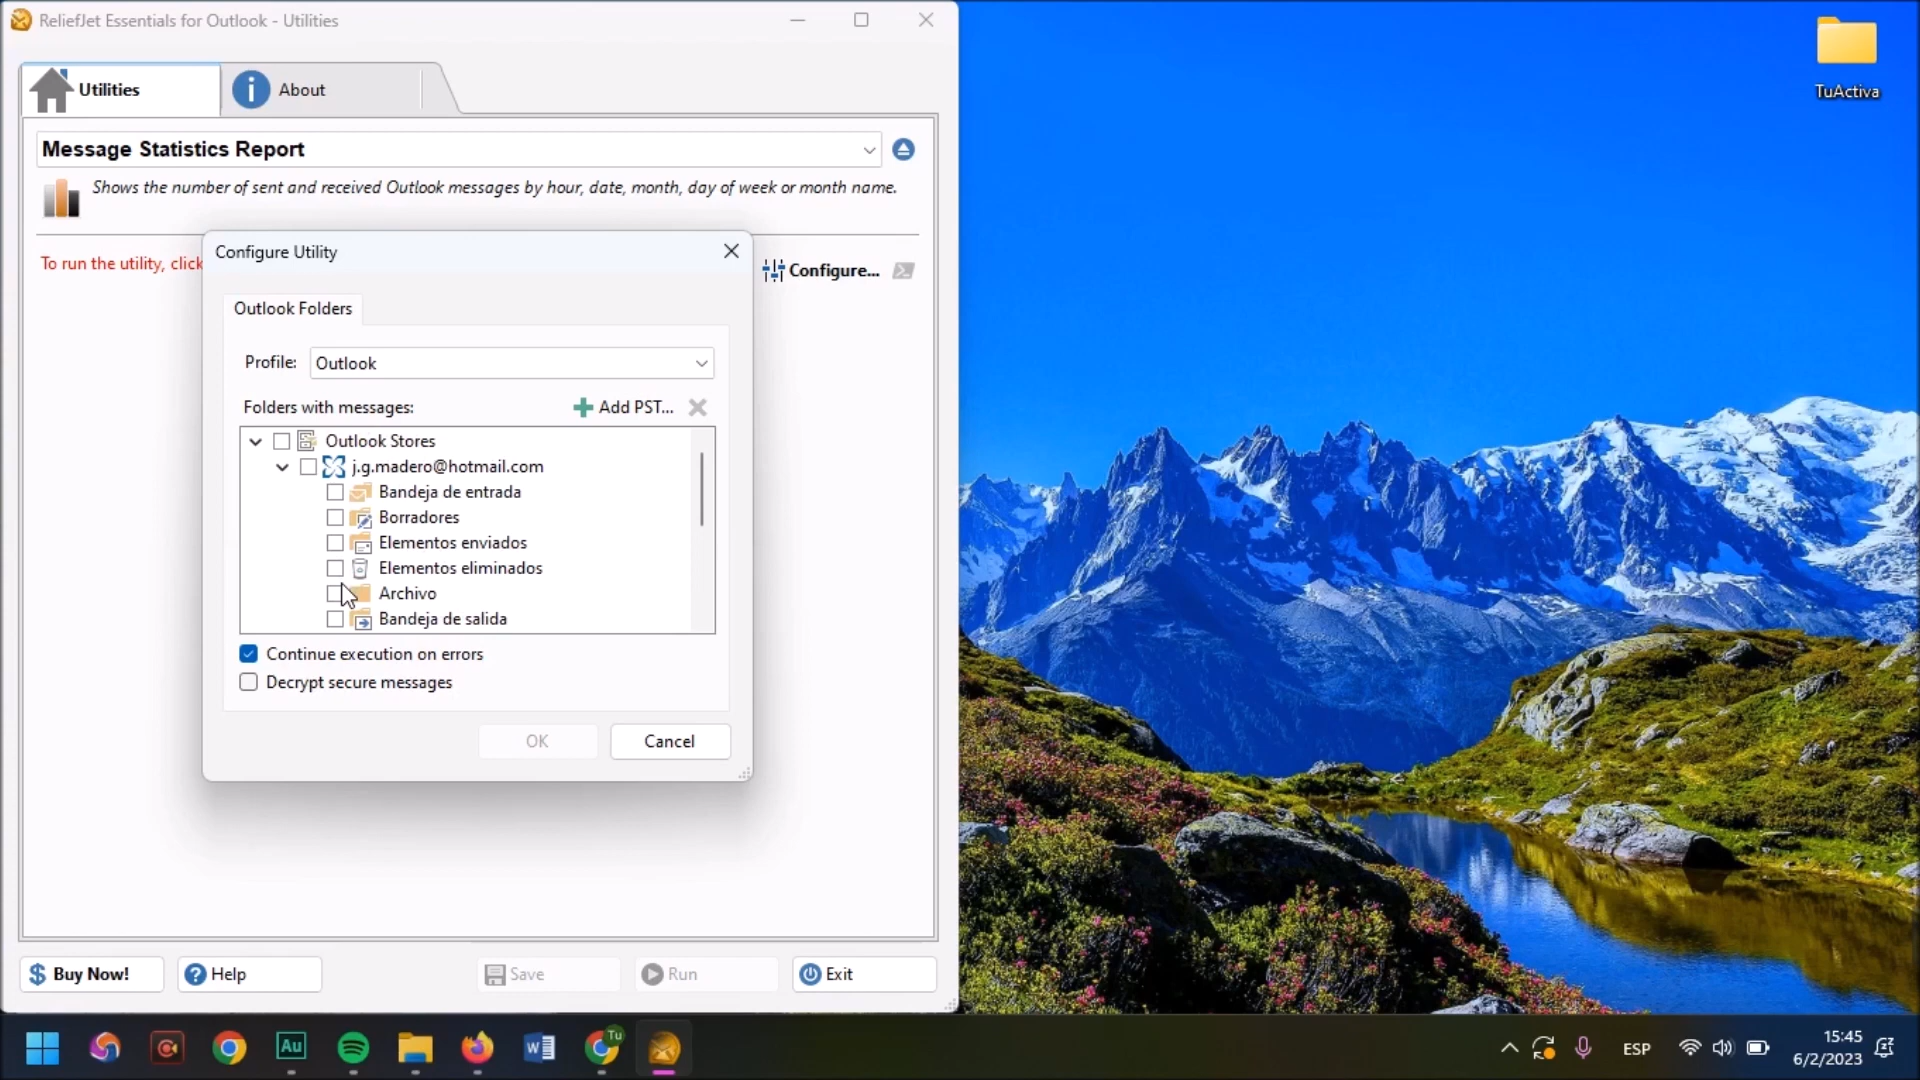 ReliefJet Essentials for Outlook - Utilities
TuActiva
Utilities
About
Message Statistics Report
Shows the number of sent and received Outlook messages by hour, date, month, day of week or month name.
To run the utility, click
Configure...
Configure Utility
Outlook Folders
Profile:
Outlook
Folders with messages:
Add PST...
Outlook Stores
j.g.madero@hotmail.com
Bandeja de entrada
Borradores
Elementos enviados
Elementos eliminados
Archivo
Bandeja de salida
Continue execution on errors
Decrypt secure messages
OK
Cancel
Buy Now!
Help
Save
Run
Exit
Au
Tu
ESP
15:45
6/2/2023